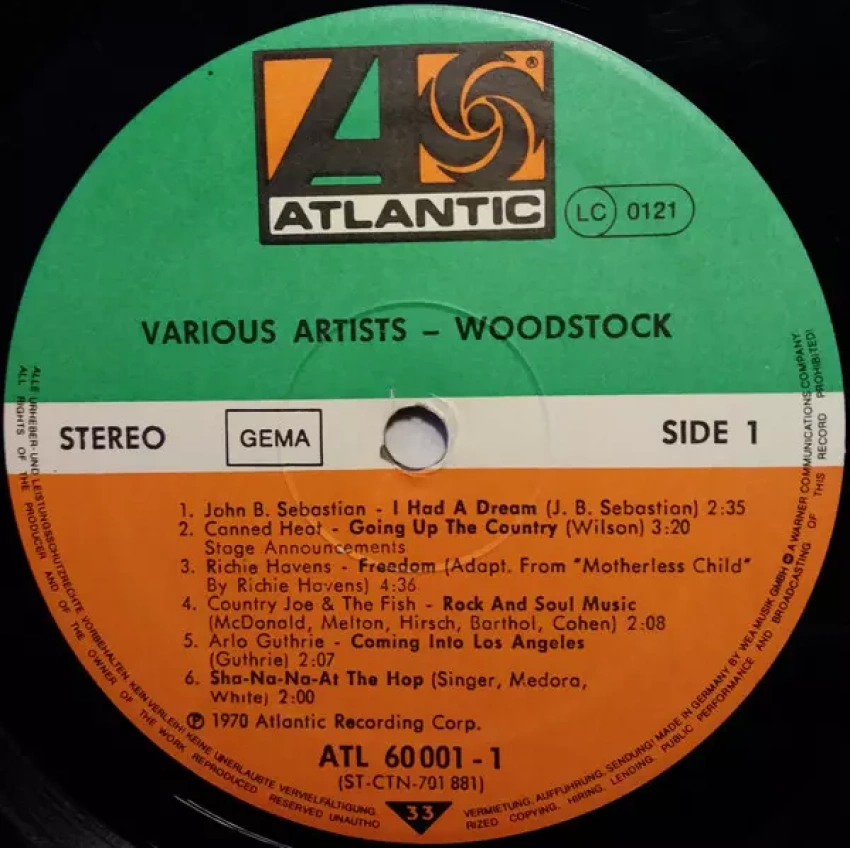 ®
ATLANTIC
LC 0121
VARIOUS ARTISTS – WOODSTOCK
STEREO
GEMA
SIDE 1
1. John B. Sebastian - I Had A Dream (J. B. Sebastian) 2:35
2. Canned Heat - Going Up The Country (Wilson) 3:20
Stage Announcements
3. Richie Havens - Freedom (Adapt. From "Motherless Child"
By Richie Havens) 4:36
4. Country Joe & The Fish - Rock And Soul Music
(McDonald, Melton, Hirsch, Barthol, Cohen) 2:08
5. Arlo Guthrie - Coming Into Los Angeles
(Guthrie) 2:07
6. Sha-Na-Na-At The Hop (Singer, Medora,
White) 2:00
℗ 1970 Atlantic Recording Corp.
ATL 60 001 - 1
(ST-CTN-701 881)
33
ALLE URHEBER- UND LEISTUNGSSCHUTZRECHTE VORBEHALTEN. KEIN VERLEIH! KEINE UNERLAUBTE VERVIELFÄLTIGUNG,
VERMIETUNG, AUFFÜHRUNG, SENDUNG! MADE IN GERMANY BY WEA MUSIK GMBH A WARNER COMMUNICATIONS COMPANY
ALL RIGHTS OF THE PRODUCER AND OF THE OWNER OF THE WORK REPRODUCED RESERVED UNAUTHO
RIZED COPYING, HIRING, LENDING, PUBLIC PERFORMANCE AND BROADCASTING OF THIS RECORD PROHIBITED!